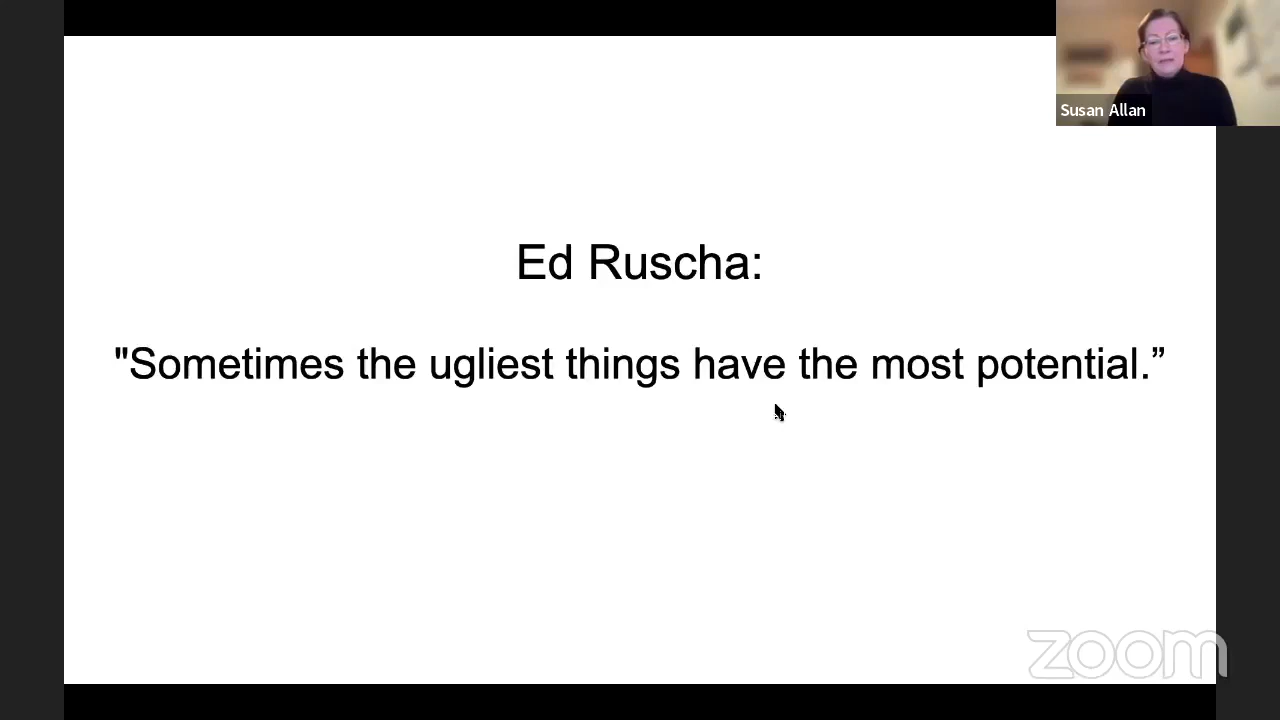 Susan Allan
Ed Ruscha:
"Sometimes the ugliest things have the most potential.”
zoom